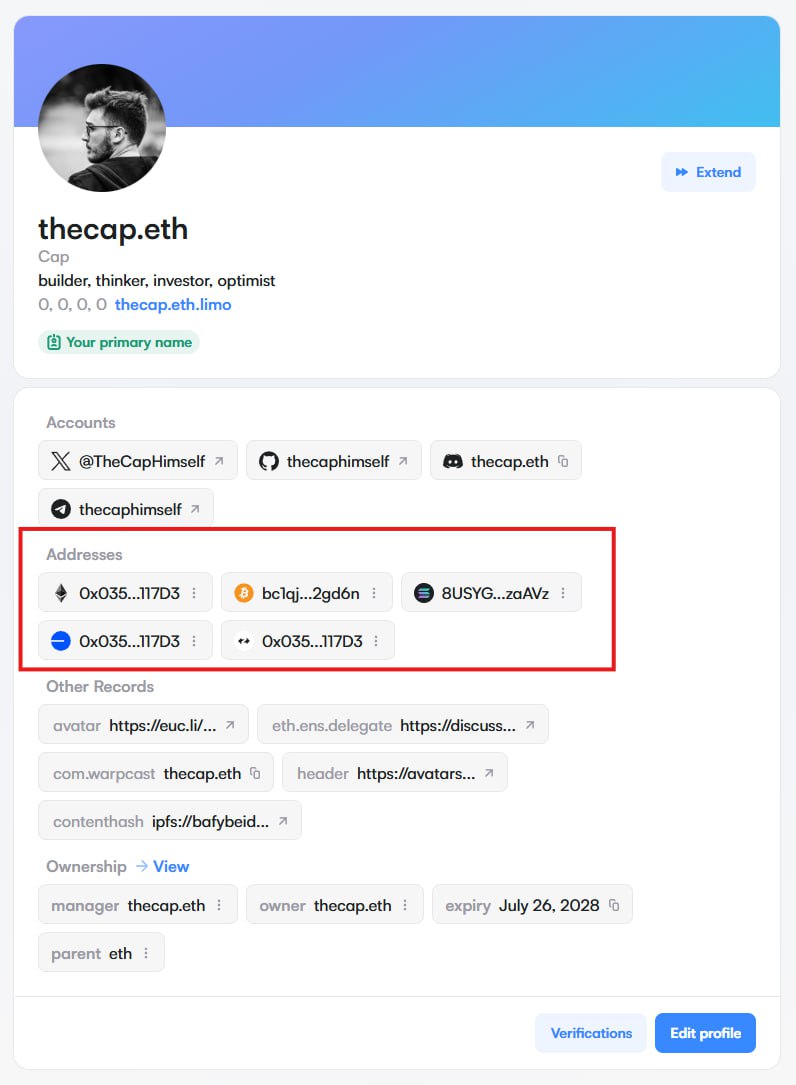 Extend
thecap.eth
Cap
builder, thinker, investor, optimist
0, 0, 0, 0 thecap.eth.limo
Your primary name
Accounts
@TheCapHimself thecaphimself thecap.eth
thecaphimself
Addresses
0x035...117D3 bc1qj...2gd6n 8USYG...zaAVz
0x035...117D3 0x035...117D3
Other Records
avatar https://euc.li/... eth.ens.delegate https://discuss...
com.warpcast thecap.eth header https://avatars...
contenthash ipfs://bafybeid...
Ownership → View
manager thecap.eth owner thecap.eth expiry July 26, 2028
parent eth
Verifications Edit profile